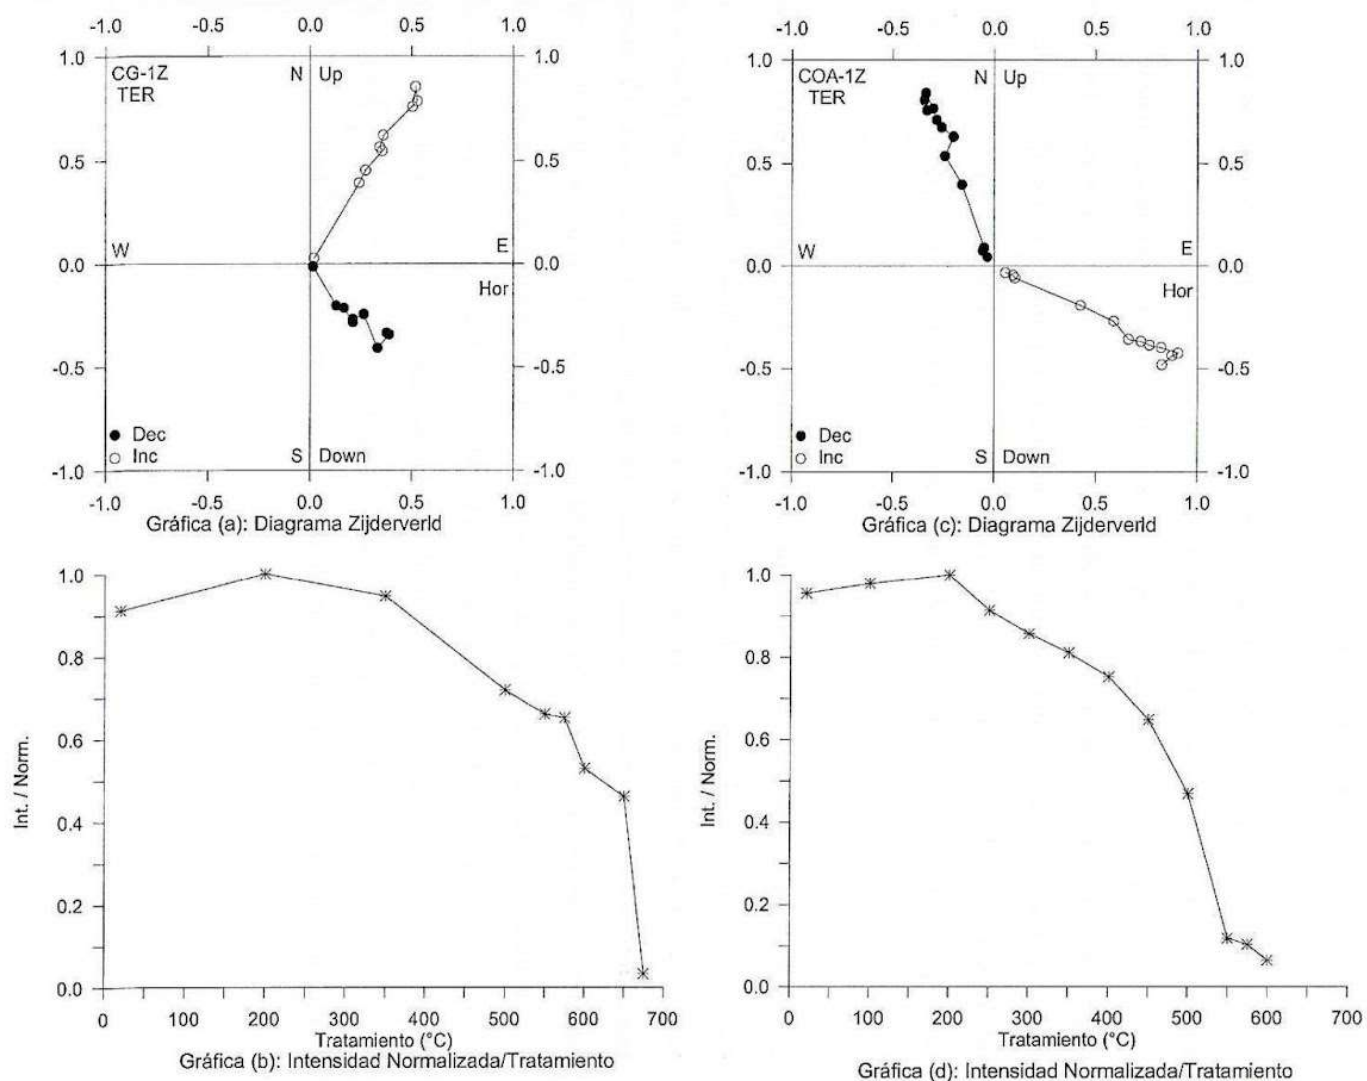 -1.0 -0.5 0.0 0.5 1.0
1.0 1.0
CG-1Z N Up
TER
0.5 0.5
W E
0.0 0.0
Hor
-0.5 -0.5
Dec
Inc S Down
-1.0 -1.0
-1.0 -0.5 0.0 0.5 1.0
Gráfica (a): Diagrama Zijderverld
-1.0 -0.5 0.0 0.5 1.0
1.0 1.0
COA-1Z N Up
TER
0.5 0.5
W E
0.0 0.0
Hor
-0.5 -0.5
Dec
Inc S Down
-1.0 -1.0
-1.0 -0.5 0.0 0.5 1.0
Gráfica (c): Diagrama Zijderverld
1.0
0.8
0.6
0.4
0.2
0.0
Int. / Norm.
0 100 200 300 400 500 600 700
Tratamiento (°C)
Gráfica (b): Intensidad Normalizada/Tratamiento
1.0
0.8
0.6
0.4
0.2
0.0
Int. / Norm.
0 100 200 300 400 500 600 700
Tratamiento (°C)
Gráfica (d): Intensidad Normalizada/Tratamiento